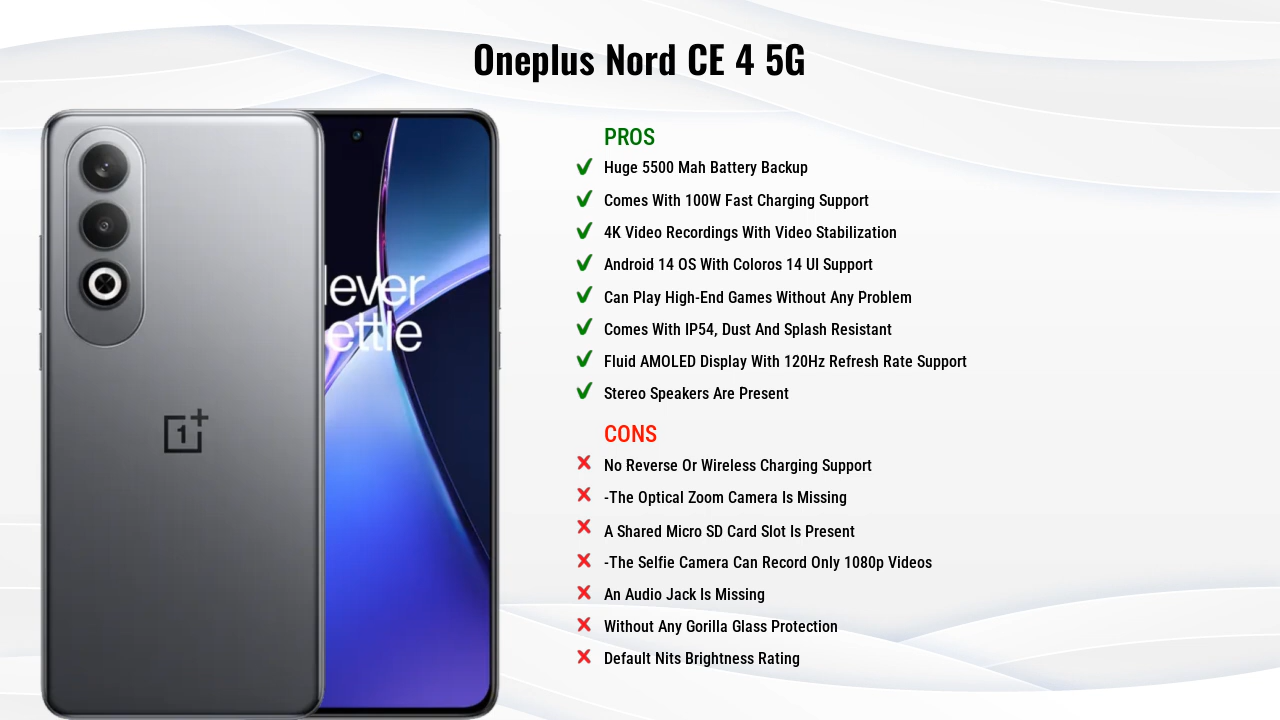 Oneplus Nord CE 4 5G
PROS
Huge 5500 Mah Battery Backup
Comes With 100W Fast Charging Support
4K Video Recordings With Video Stabilization
Android 14 OS With Coloros 14 UI Support
Can Play High-End Games Without Any Problem
Comes With IP54, Dust And Splash Resistant
Fluid AMOLED Display With 120Hz Refresh Rate Support
Stereo Speakers Are Present
CONS
No Reverse Or Wireless Charging Support
-The Optical Zoom Camera Is Missing
A Shared Micro SD Card Slot Is Present
-The Selfie Camera Can Record Only 1080p Videos
An Audio Jack Is Missing
Without Any Gorilla Glass Protection
Default Nits Brightness Rating
lever
ettle
1+